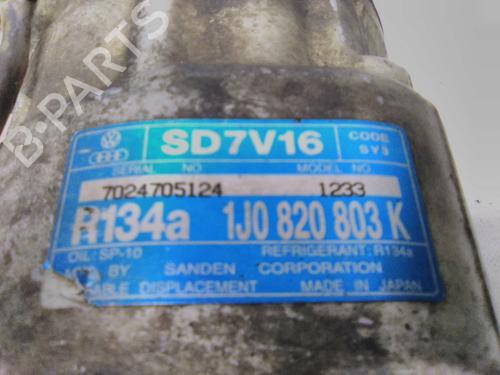 B-PARTS
SD7V16
CODE
SYS
SERIAL NO.
MODEL NO
7024705124 1233
R134a 1J0 820 803 K
OIL: SP-10 REFRIGERANT: R134a
BY SANDEN CORPORATION
DISPLACEMENT MADE IN JAPAN